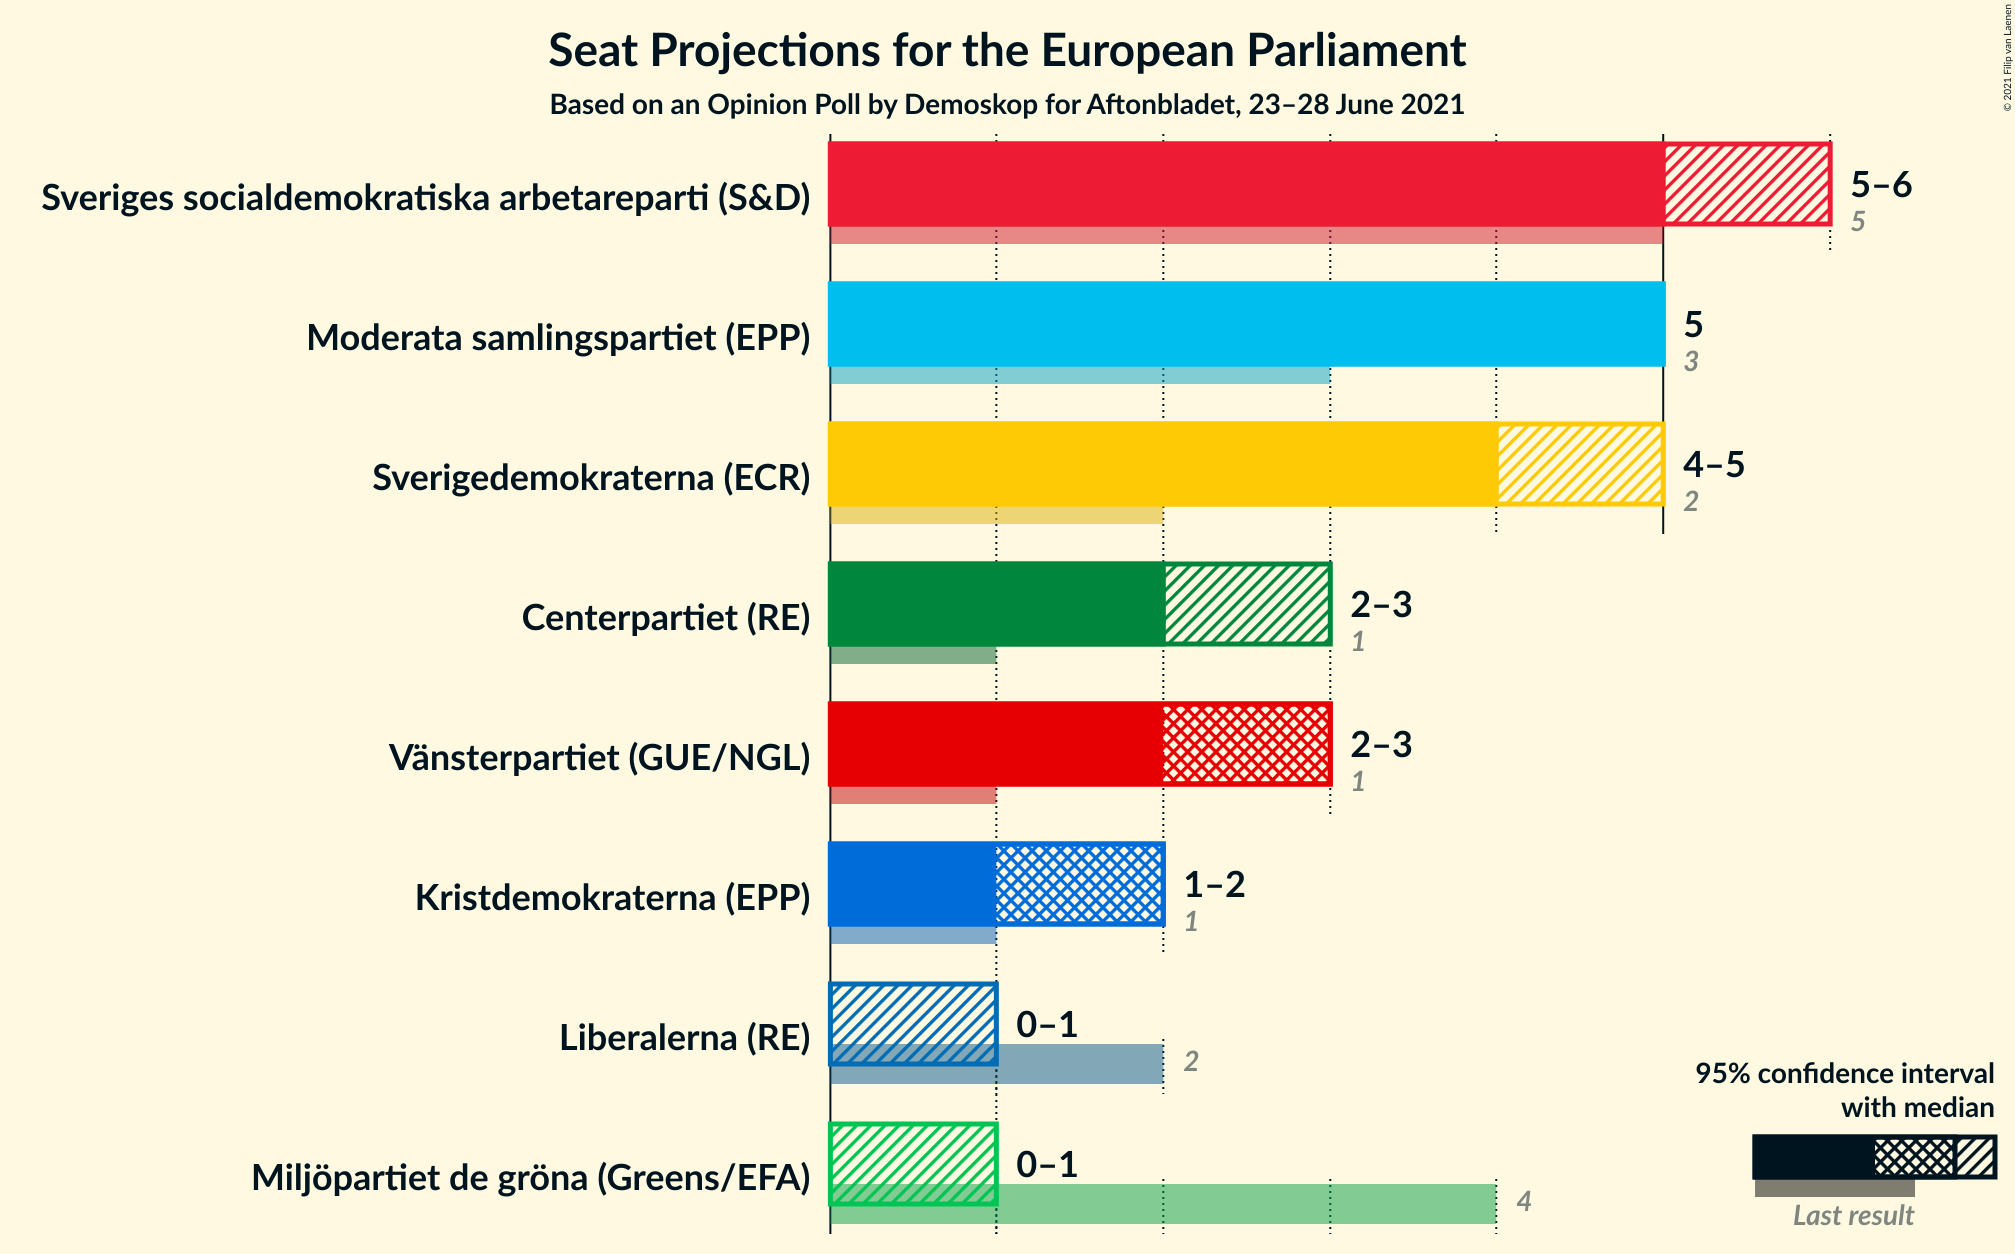 Seat Projections for the European Parliament
Based on an Opinion Poll by Demoskop for Aftonbladet, 23–28 June 2021
© 2021 Filip van Laenen
Sveriges socialdemokratiska arbetareparti (S&D)
5–6
5
Moderata samlingspartiet (EPP)
5
3
Sverigedemokraterna (ECR)
4–5
2
Centerpartiet (RE)
2–3
1
Vänsterpartiet (GUE/NGL)
2–3
1
Kristdemokraterna (EPP)
1–2
1
Liberalerna (RE)
0–1
2
Miljöpartiet de gröna (Greens/EFA)
0–1
4
95% confidence interval
with median
Last result